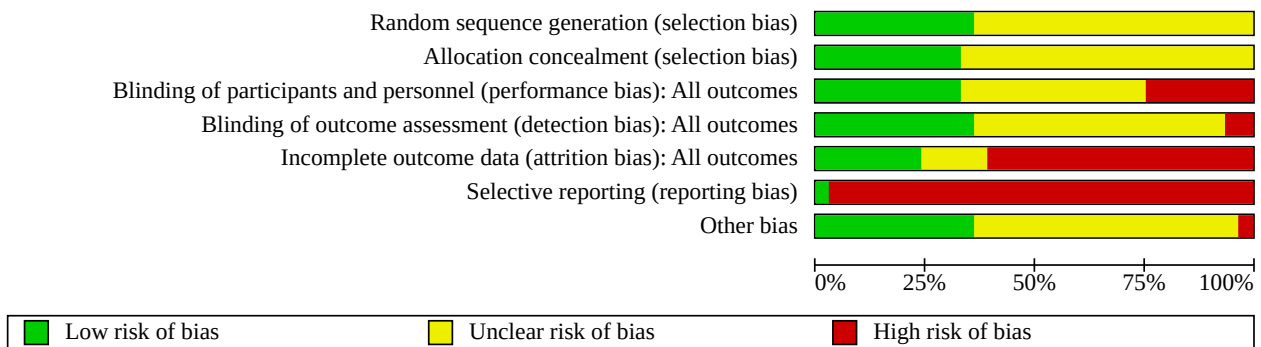 Random sequence generation (selection bias)
Allocation concealment (selection bias)
Blinding of participants and personnel (performance bias): All outcomes
Blinding of outcome assessment (detection bias): All outcomes
Incomplete outcome data (attrition bias): All outcomes
Selective reporting (reporting bias)
Other bias
0% 25% 50% 75% 100%
Low risk of bias Unclear risk of bias High risk of bias